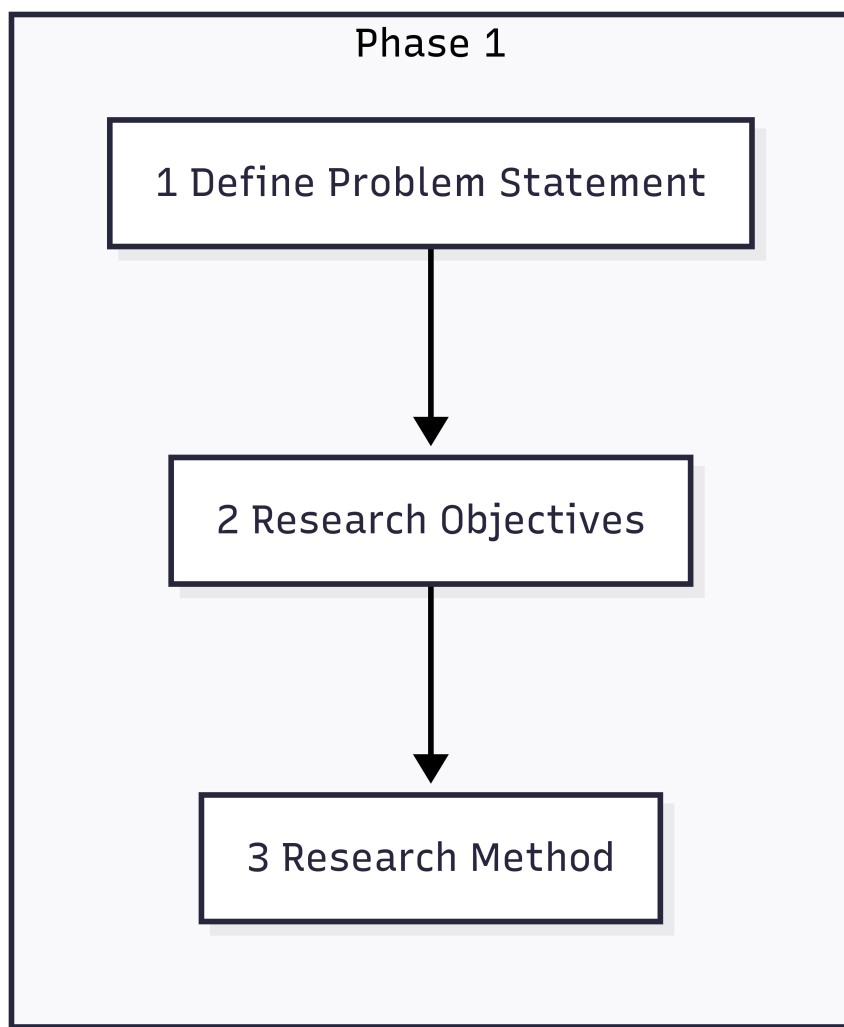 Phase 1
1 Define Problem Statement
2 Research Objectives
3 Research Method